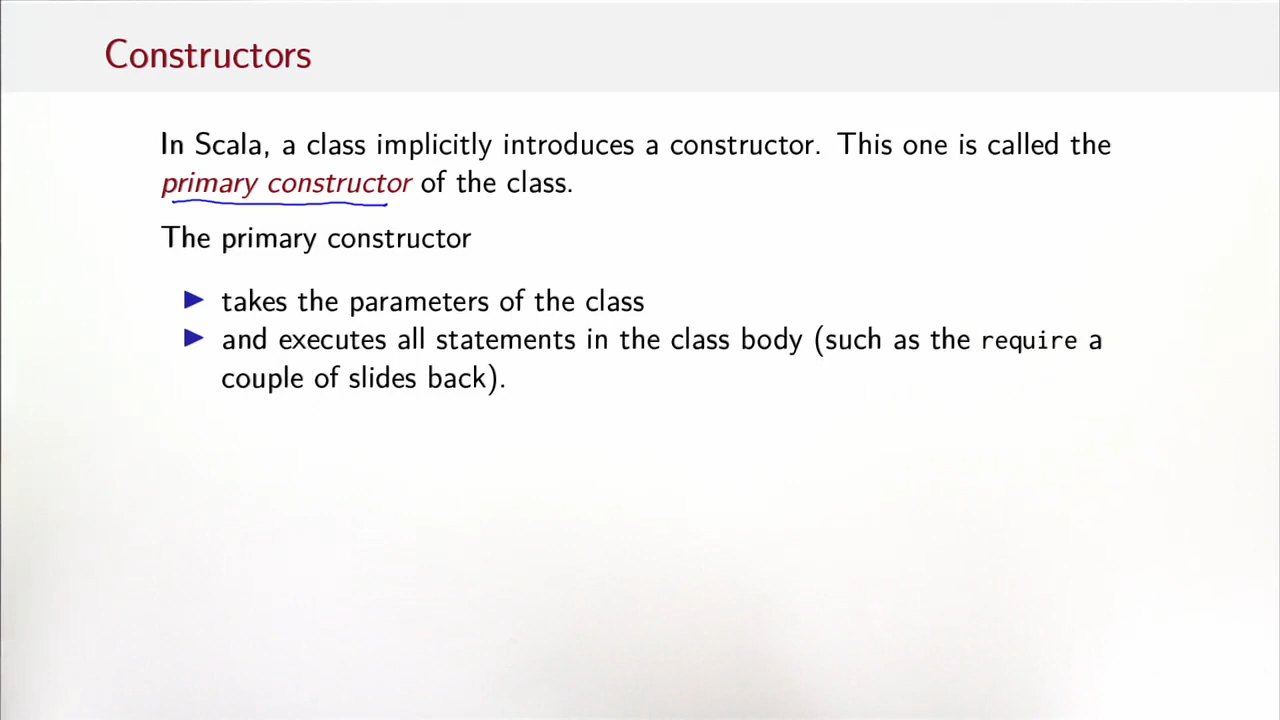 Constructors
In Scala, a class implicitly introduces a constructor. This one is called the
primary constructor of the class.
The primary constructor
▶ takes the parameters of the class
▶ and executes all statements in the class body (such as the require a
couple of slides back).